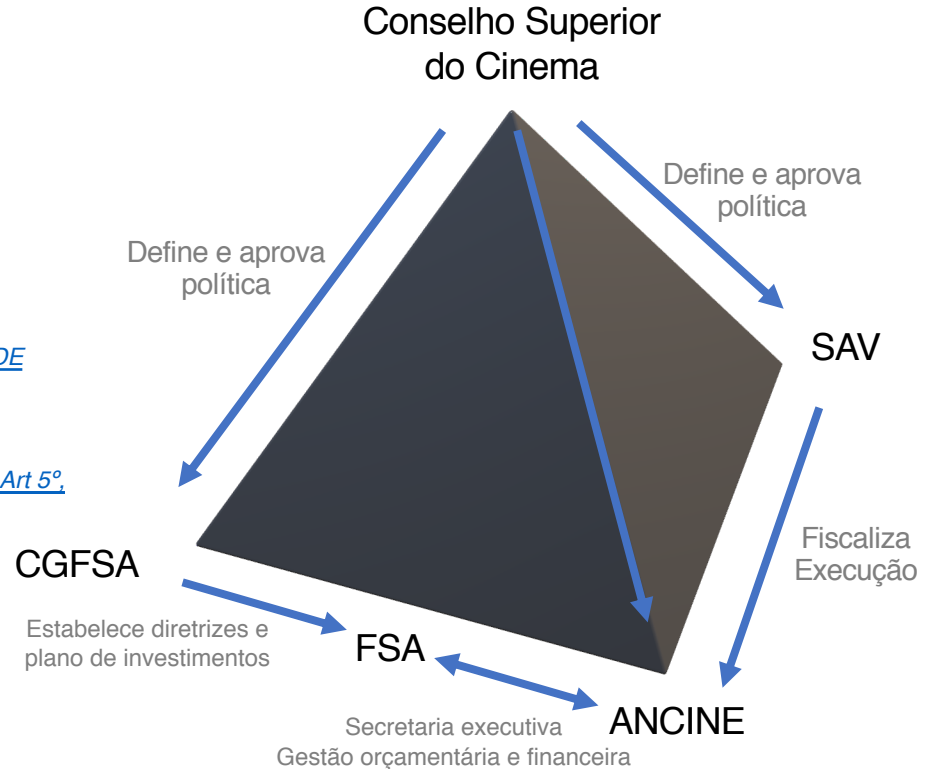 Conselho Superior
do Cinema
Define e aprova
política
Define e aprova
política
DE
SAV
Art 5º,
Fiscaliza
Execução
CGFSA
Estabelece diretrizes e
plano de investimentos
FSA
ANCINE
Secretaria executiva
Gestão orçamentária e financeira